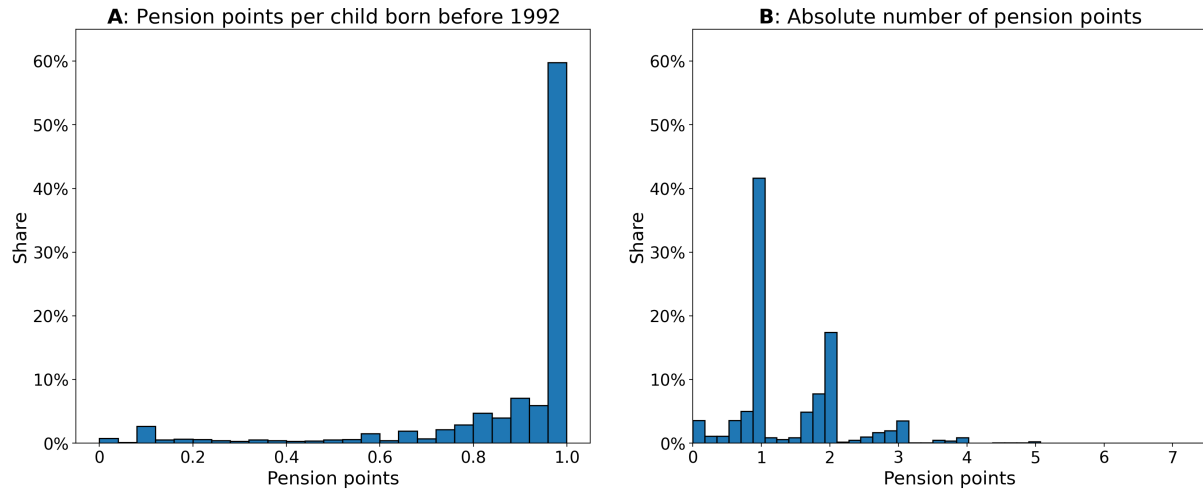 A: Pension points per child born before 1992
60%
50%
40%
30%
20%
10%
0%
Share
0 0.2 0.4 0.6 0.8 1.0
Pension points
B: Absolute number of pension points
60%
50%
40%
30%
20%
10%
0%
Share
0 1 2 3 4 5 6 7
Pension points